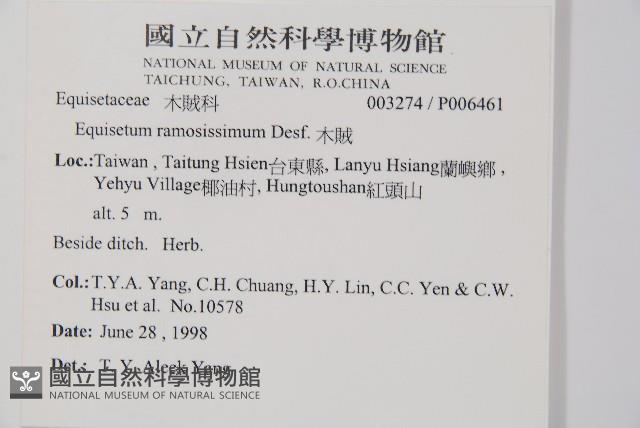 國立自然科學博物館
NATIONAL MUSEUM OF NATURAL SCIENCE
TAICHUNG, TAIWAN, R.O.CHINA
Equisetaceae 木賊科 003274 / P006461
Equisetum ramosissimum Desf. 木賊
Loc.:Taiwan , Taitung Hsien台東縣, Lanyu Hsiang蘭嶼鄉 ,
Yehyu Village椰油村, Hungtoushan紅頭山
alt. 5 m.
Beside ditch. Herb.
Col.: T.Y.A. Yang, C.H. Chuang, H.Y. Lin, C.C. Yen & C.W.
Hsu et al. No.10578
Date: June 28 , 1998
Det.: T. Y. Aleck Yang
國立自然科學博物館
NATIONAL MUSEUM OF NATURAL SCIENCE